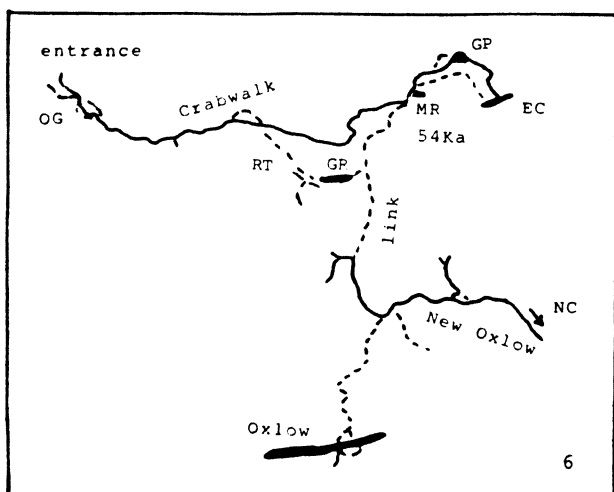 entrance
GP
Crabwalk
OG
MR
EC
54Ka
RT
GP
link
NC
New Oxlow
Oxlow
6